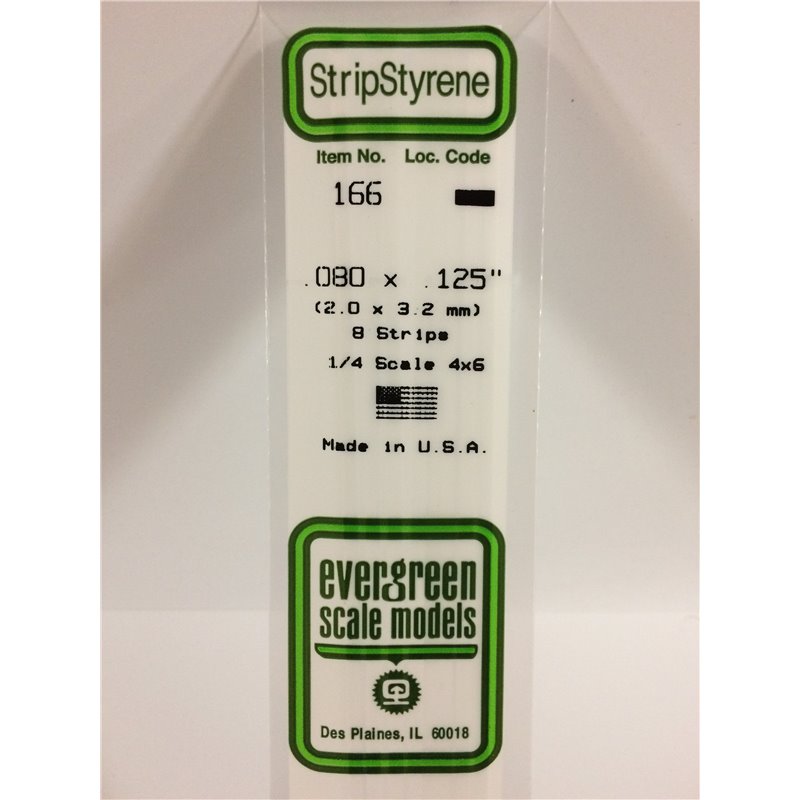 StripStyrene
Item No. Loc. Code
166
.080 x .125"
(2.0 x 3.2 mm)
8 Strips
1/4 Scale 4x6
Made in U.S.A.
evergreen
scale models
Des Plaines, IL 60018